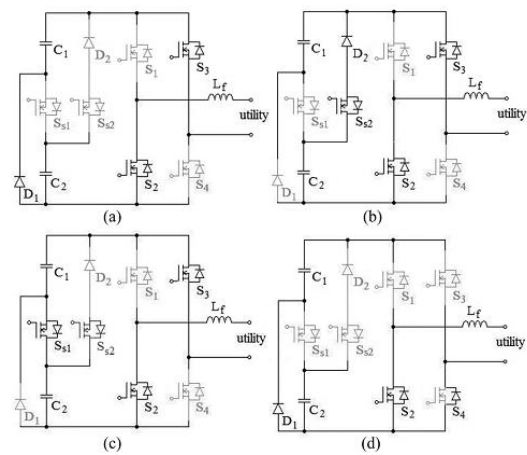 C1 D2 S1 S3
Lf
Ss1 Ss2 utility
C2
D1 S2 S4
(a)
C1 D2 S1 S3
Lf
Ss1 Ss2 utility
C2
D1 S2 S4
(b)
C1 D2 S1 S3
Lf
Ss1 Ss2 utility
C2
D1 S2 S4
(c)
C1 D2 S1 S3
Lf
Ss1 Ss2 utility
C2
D1 S2 S4
(d)